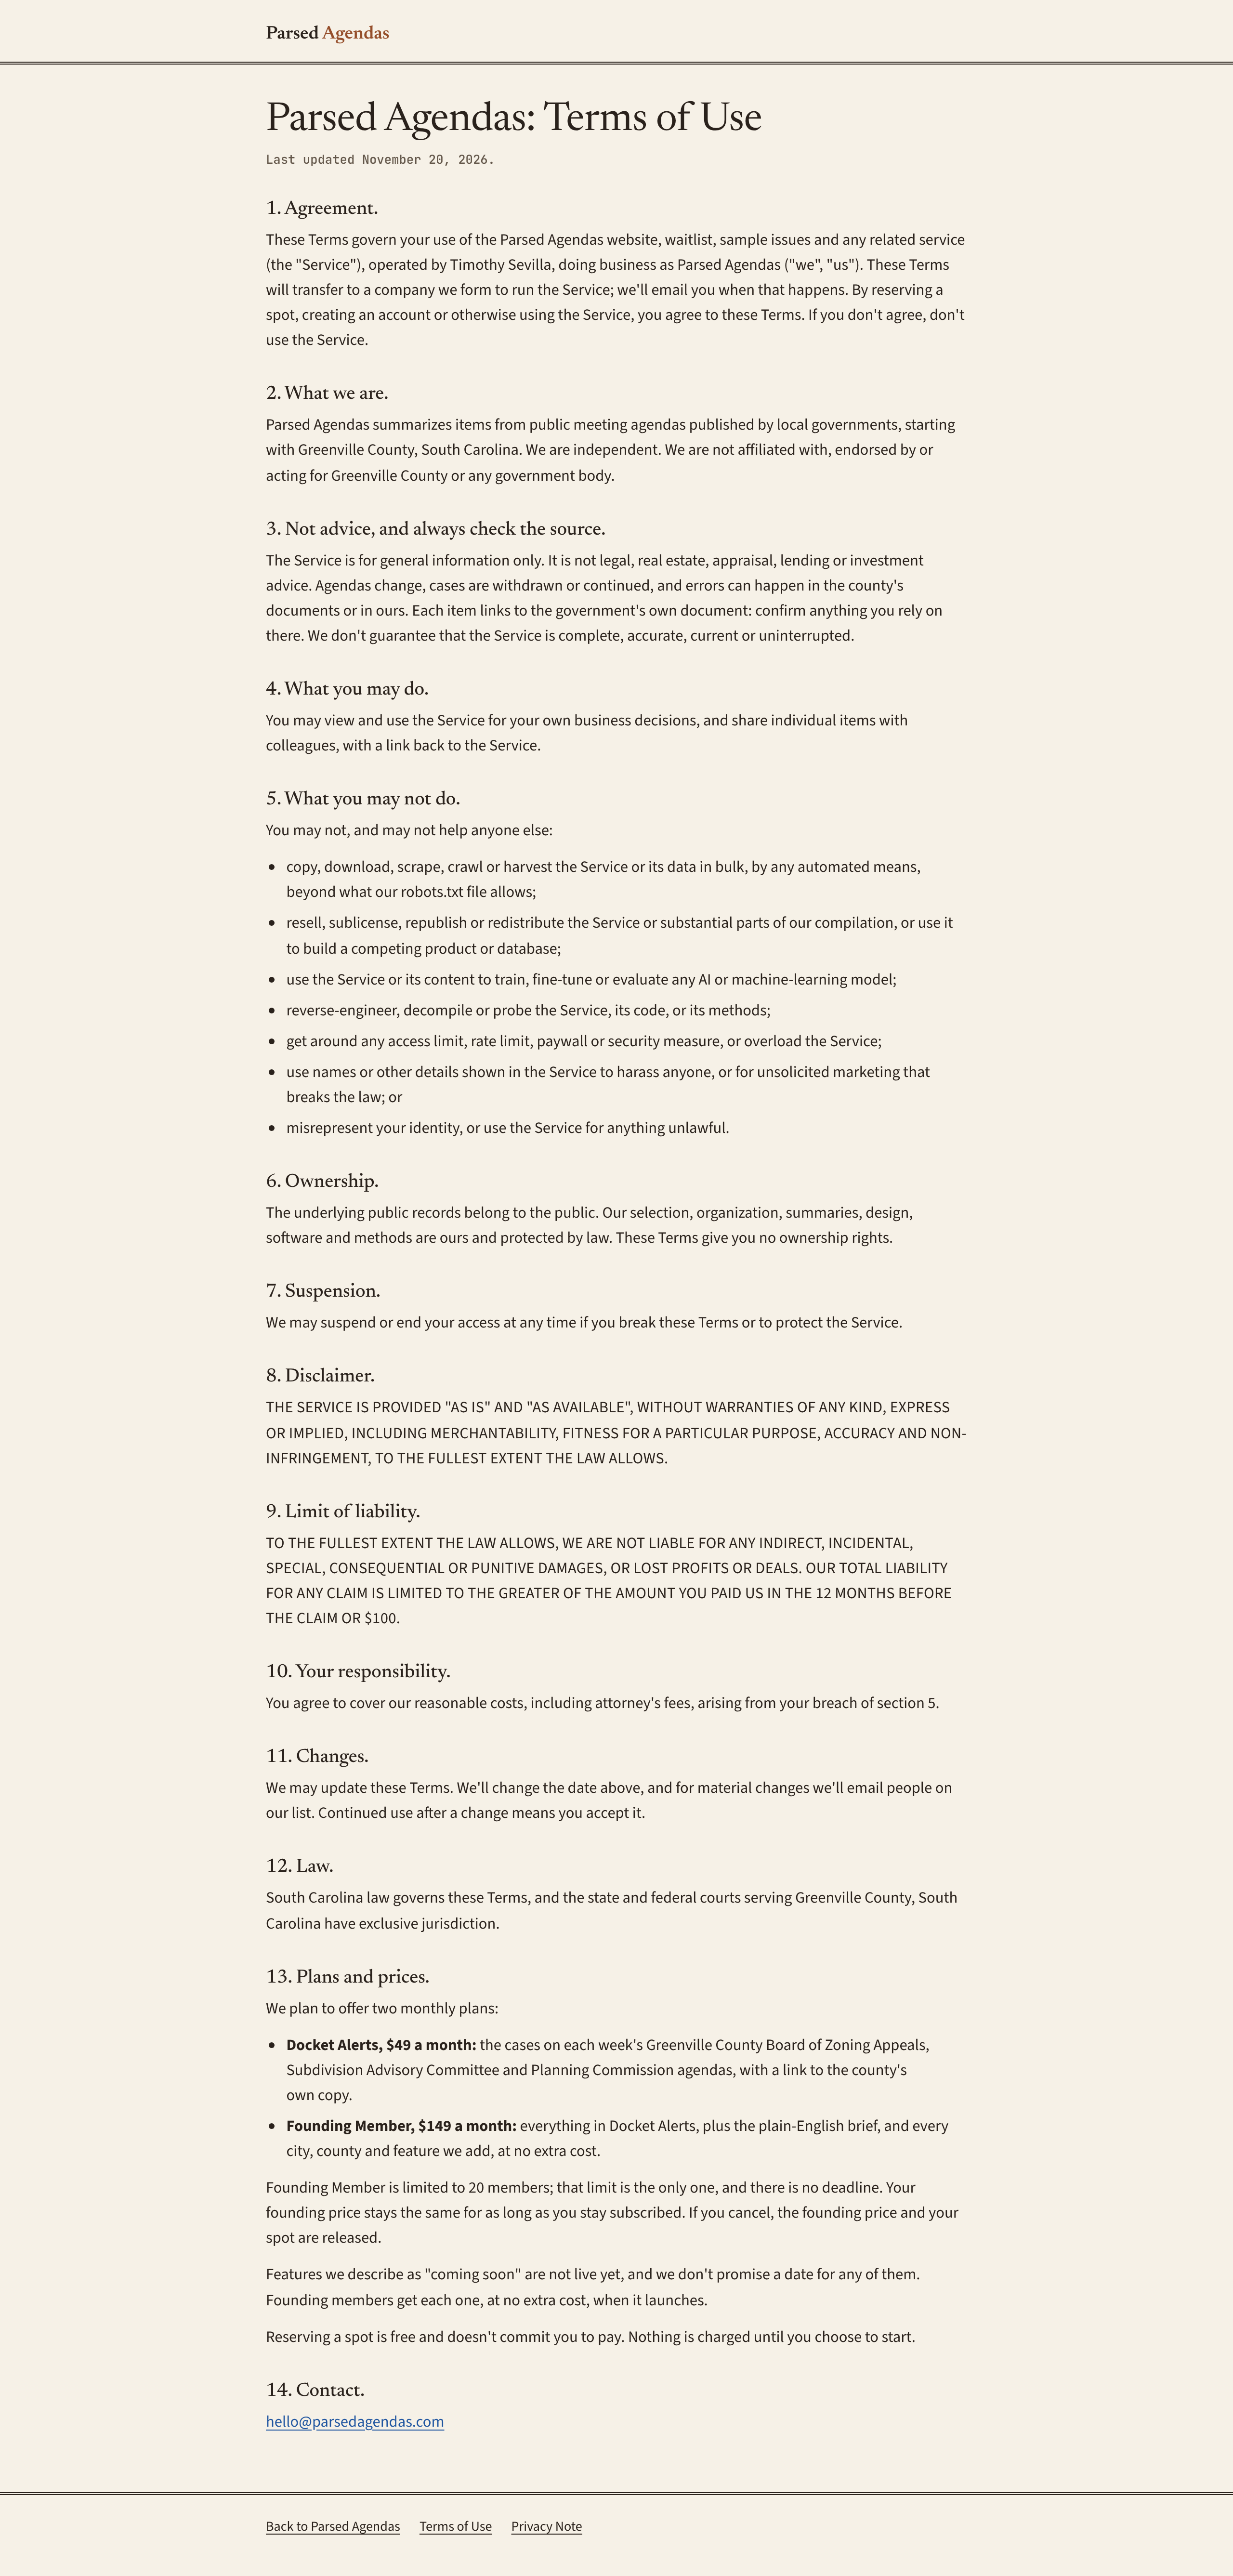 Parsed Agendas
Parsed Agendas: Terms of Use
Last updated November 20, 2026.
1. Agreement.
These Terms govern your use of the Parsed Agendas website, waitlist, sample issues and any related service
(the "Service"), operated by Timothy Sevilla, doing business as Parsed Agendas ("we", "us"). These Terms
will transfer to a company we form to run the Service; we'll email you when that happens. By reserving a
spot, creating an account or otherwise using the Service, you agree to these Terms. If you don't agree, don't
use the Service.
2. What we are.
Parsed Agendas summarizes items from public meeting agendas published by local governments, starting
with Greenville County, South Carolina. We are independent. We are not affiliated with, endorsed by or
acting for Greenville County or any government body.
3. Not advice, and always check the source.
The Service is for general information only. It is not legal, real estate, appraisal, lending or investment
advice. Agendas change, cases are withdrawn or continued, and errors can happen in the county's
documents or in ours. Each item links to the government's own document: confirm anything you rely on
there. We don't guarantee that the Service is complete, accurate, current or uninterrupted.
4. What you may do.
You may view and use the Service for your own business decisions, and share individual items with
colleagues, with a link back to the Service.
5. What you may not do.
You may not, and may not help anyone else:
• copy, download, scrape, crawl or harvest the Service or its data in bulk, by any automated means,
beyond what our robots.txt file allows;
• resell, sublicense, republish or redistribute the Service or substantial parts of our compilation, or use it
to build a competing product or database;
• use the Service or its content to train, fine-tune or evaluate any AI or machine-learning model;
• reverse-engineer, decompile or probe the Service, its code, or its methods;
• get around any access limit, rate limit, paywall or security measure, or overload the Service;
• use names or other details shown in the Service to harass anyone, or for unsolicited marketing that
breaks the law; or
• misrepresent your identity, or use the Service for anything unlawful.
6. Ownership.
The underlying public records belong to the public. Our selection, organization, summaries, design,
software and methods are ours and protected by law. These Terms give you no ownership rights.
7. Suspension.
We may suspend or end your access at any time if you break these Terms or to protect the Service.
8. Disclaimer.
THE SERVICE IS PROVIDED "AS IS" AND "AS AVAILABLE", WITHOUT WARRANTIES OF ANY KIND, EXPRESS
OR IMPLIED, INCLUDING MERCHANTABILITY, FITNESS FOR A PARTICULAR PURPOSE, ACCURACY AND NON-
INFRINGEMENT, TO THE FULLEST EXTENT THE LAW ALLOWS.
9. Limit of liability.
TO THE FULLEST EXTENT THE LAW ALLOWS, WE ARE NOT LIABLE FOR ANY INDIRECT, INCIDENTAL,
SPECIAL, CONSEQUENTIAL OR PUNITIVE DAMAGES, OR LOST PROFITS OR DEALS. OUR TOTAL LIABILITY
FOR ANY CLAIM IS LIMITED TO THE GREATER OF THE AMOUNT YOU PAID US IN THE 12 MONTHS BEFORE
THE CLAIM OR $100.
10. Your responsibility.
You agree to cover our reasonable costs, including attorney's fees, arising from your breach of section 5.
11. Changes.
We may update these Terms. We'll change the date above, and for material changes we'll email people on
our list. Continued use after a change means you accept it.
12. Law.
South Carolina law governs these Terms, and the state and federal courts serving Greenville County, South
Carolina have exclusive jurisdiction.
13. Plans and prices.
We plan to offer two monthly plans:
• Docket Alerts, $49 a month: the cases on each week's Greenville County Board of Zoning Appeals,
Subdivision Advisory Committee and Planning Commission agendas, with a link to the county's
own copy.
• Founding Member, $149 a month: everything in Docket Alerts, plus the plain-English brief, and every
city, county and feature we add, at no extra cost.
Founding Member is limited to 20 members; that limit is the only one, and there is no deadline. Your
founding price stays the same for as long as you stay subscribed. If you cancel, the founding price and your
spot are released.
Features we describe as "coming soon" are not live yet, and we don't promise a date for any of them.
Founding members get each one, at no extra cost, when it launches.
Reserving a spot is free and doesn't commit you to pay. Nothing is charged until you choose to start.
14. Contact.
hello@parsedagendas.com
Back to Parsed Agendas Terms of Use Privacy Note